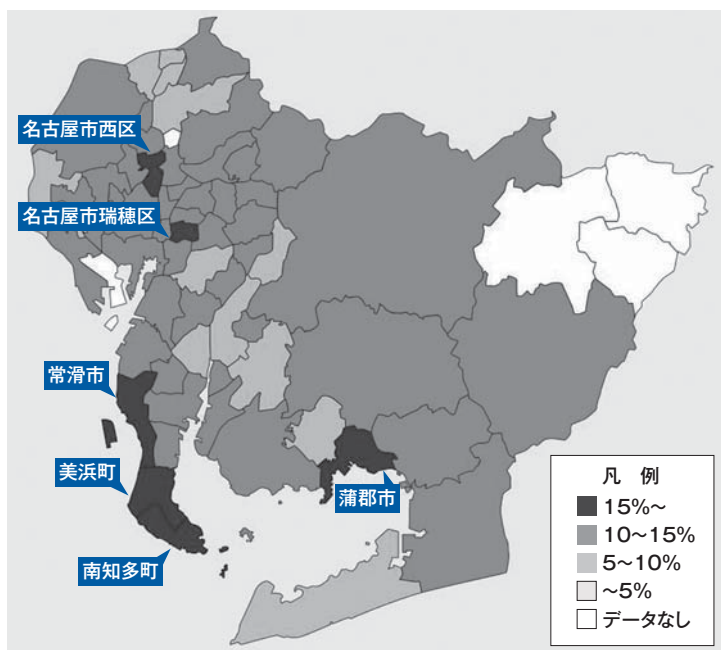 名古屋市西区
名古屋市瑞穂区
常滑市
美浜町
蒲郡市
南知多町
凡 例
15%~
10~15%
5~10%
~5%
データなし